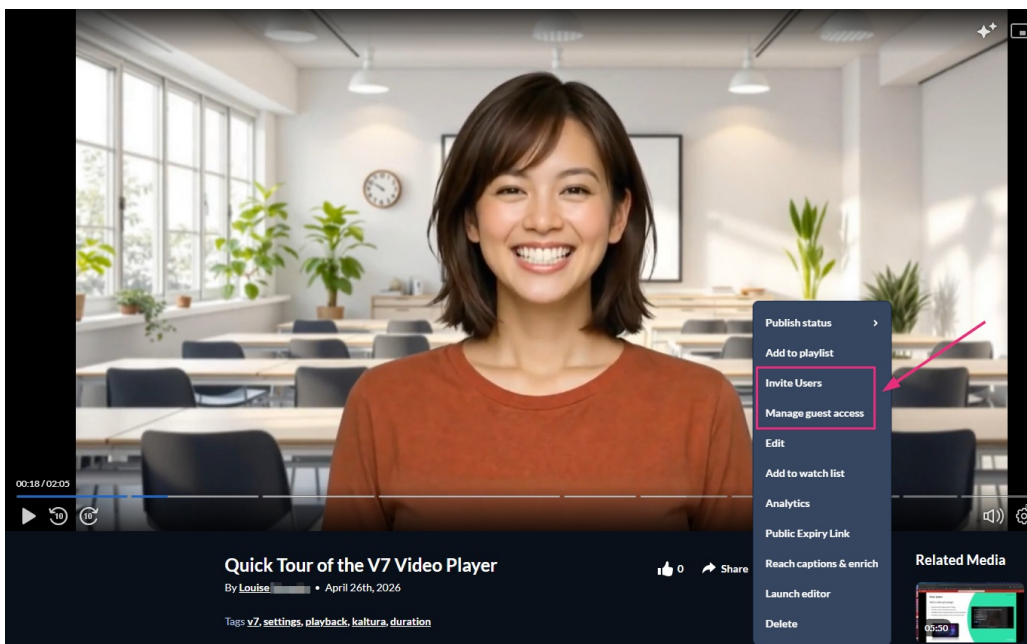 Publish status
Add to playlist
Invite Users
Manage guest access
Edit
Add to watch list
Analytics
Public Expiry Link
Reach captions & enrich
Launch editor
Delete
00:18 / 02:05
10
10
Quick Tour of the V7 Video Player
0
Share
By Louise • April 26th, 2026
Tags v7, settings, playback, kaltura, duration
Related Media
05:50